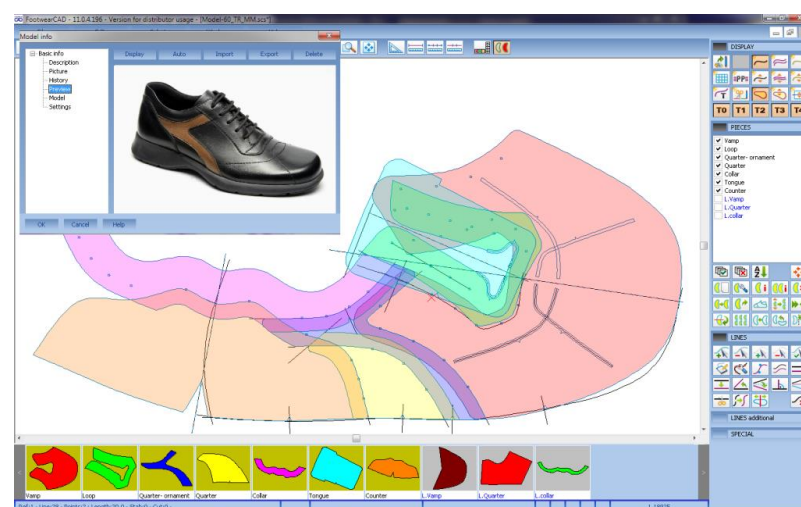 FootwearCAD - 11.0.4.196 - Version for distributor usage - [Model-60_TR_MM.scs*]
Model info
Basic info
Description
Picture
History
Preview
Model
Settings
Display Auto Import Export Delete
OK Cancel Help
DISPLAY
SPPS
T0 T1 T2 T3 T4
PIECES
Vamp
Loop
Quarter- ornament
Quarter
Collar
Tongue
Counter
L.Vamp
L.Quarter
L.collar
LINES
LINES additional
SPECIAL
Vamp Loop Quarter- ornament Quarter Collar Tongue Counter L.Vamp L.Quarter L.collar